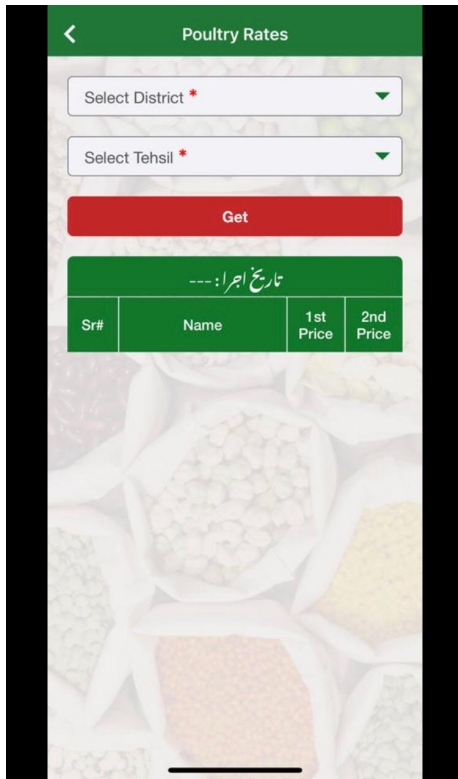 Poultry Rates
Select District *
Select Tehsil *
Get
تاریخ اجرا: ---
Sr# Name 1st Price 2nd Price